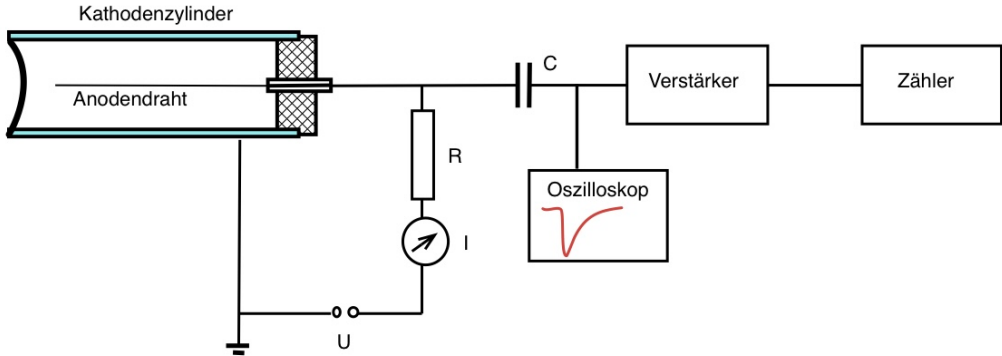 Kathodenzylinder
Anodendraht
C
Verstärker
Zähler
R
Oszilloskop
I
U